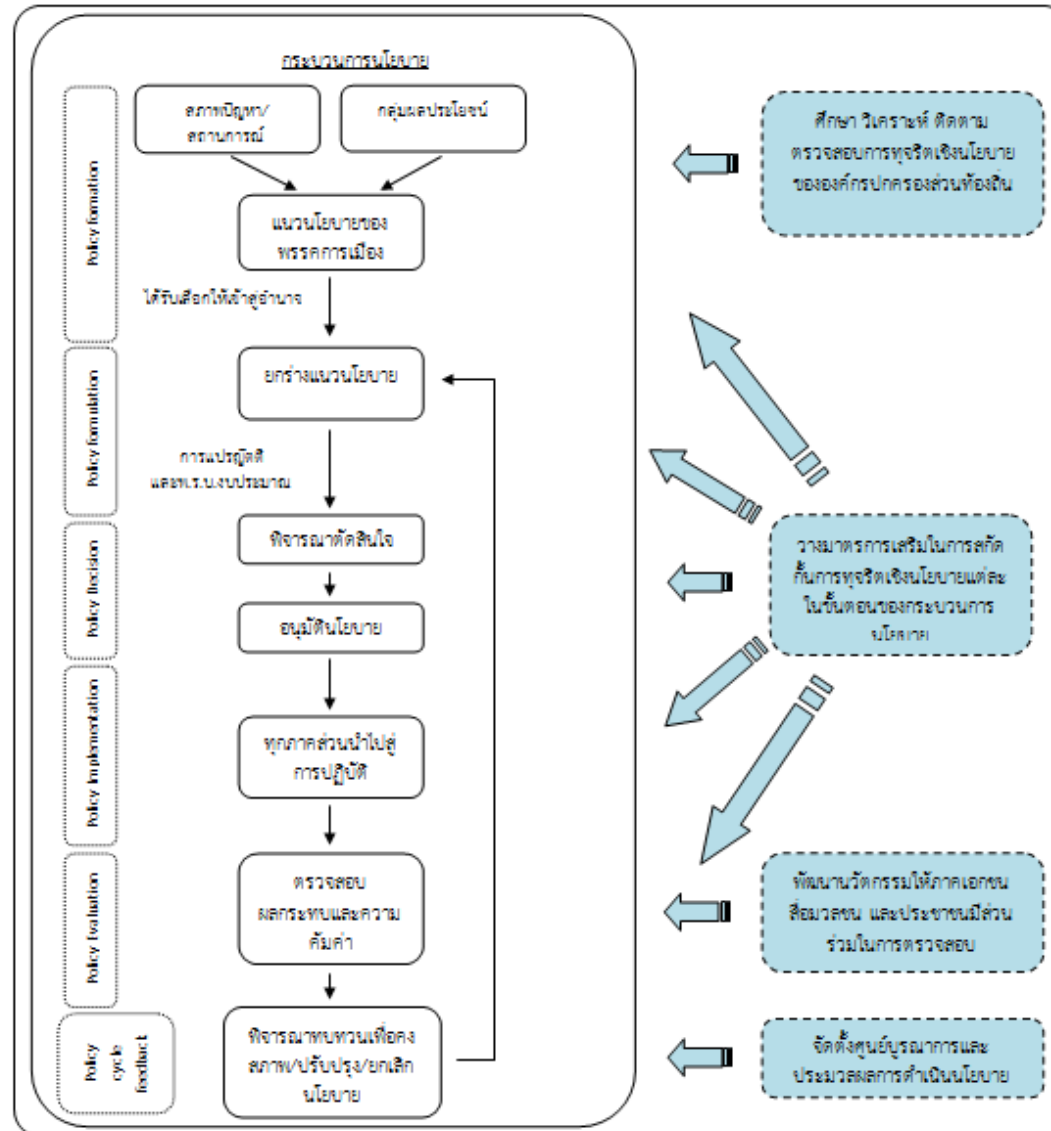 กระบวนการนโยบาย
Policy formation
สภาพปัญหา/
สถานการณ์
กลุ่มผลประโยชน์
แนวนโยบายของ
พรรคการเมือง
ได้รับเลือกให้เข้าสู่อำนาจ
Policy formulation
ยกร่างแนวนโยบาย
การแปรญัตติ
และพ.ร.บ.งบประมาณ
Policy Decision
พิจารณาตัดสินใจ
อนุมัตินโยบาย
Policy Implementation
ทุกภาคส่วนนำไปสู่
การปฏิบัติ
Policy Evaluation
ตรวจสอบ
ผลกระทบและความ
คุ้มค่า
Policy
cycle
feedback
พิจารณาทบทวนเพื่อคง
สภาพ/ปรับปรุง/ยกเลิก
นโยบาย
ศึกษา วิเคราะห์ ติดตาม
ตรวจสอบการทุจริตเชิงนโยบาย
ขององค์กรปกครองส่วนท้องถิ่น
วางมาตรการเสริมในการสกัด
กั้นการทุจริตเชิงนโยบายแต่ละ
ในขั้นตอนของกระบวนการ
นโยบาย
พัฒนานวัตกรรมให้ภาคเอกชน
สื่อมวลชน และประชาชนมีส่วน
ร่วมในการตรวจสอบ
จัดตั้งศูนย์บูรณาการและ
ประมวลผลการดำเนินนโยบาย